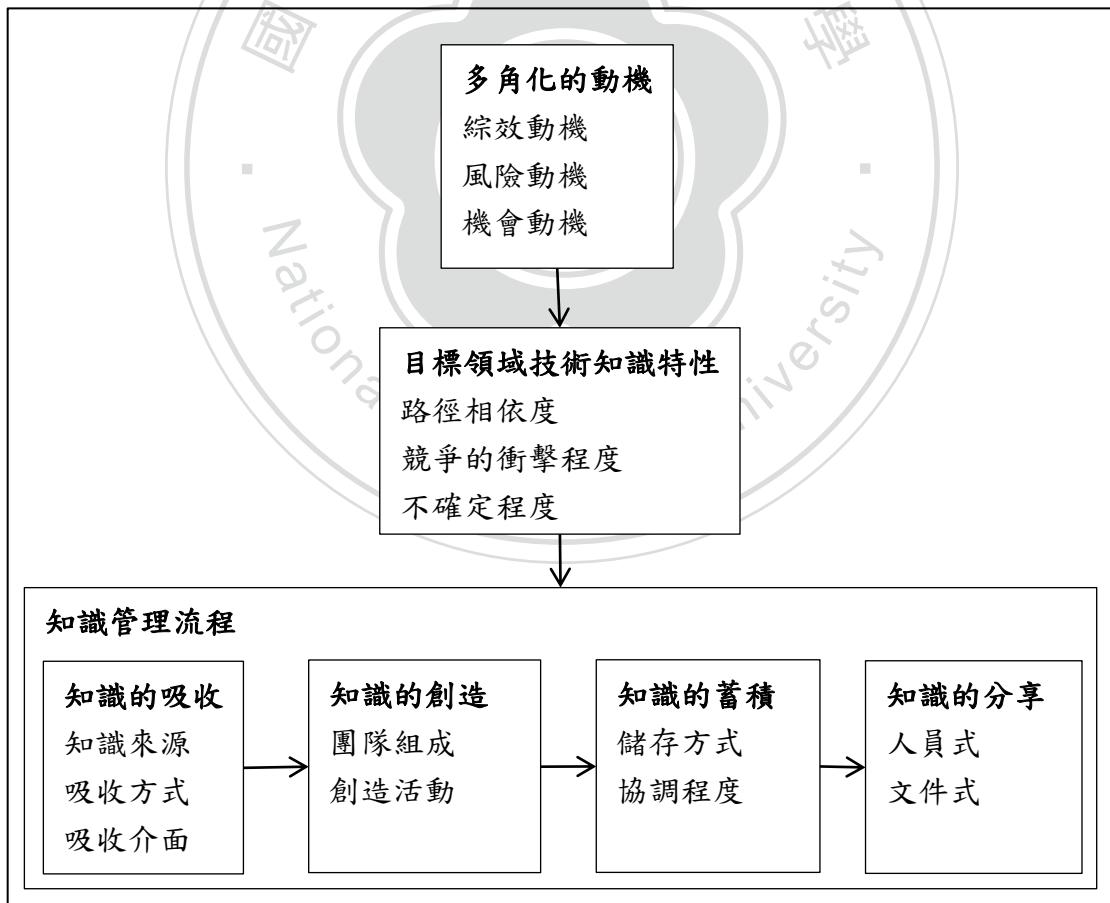 國
學
多角化的動機
綜效動機
風險動機
機會動機
Nationa
niversity
目標領域技術知識特性
路徑相依度
競爭的衝擊程度
不確定程度
知識管理流程
知識的吸收
知識來源
吸收方式
吸收介面
知識的創造
團隊組成
創造活動
知識的蓄積
儲存方式
協調程度
知識的分享
人員式
文件式